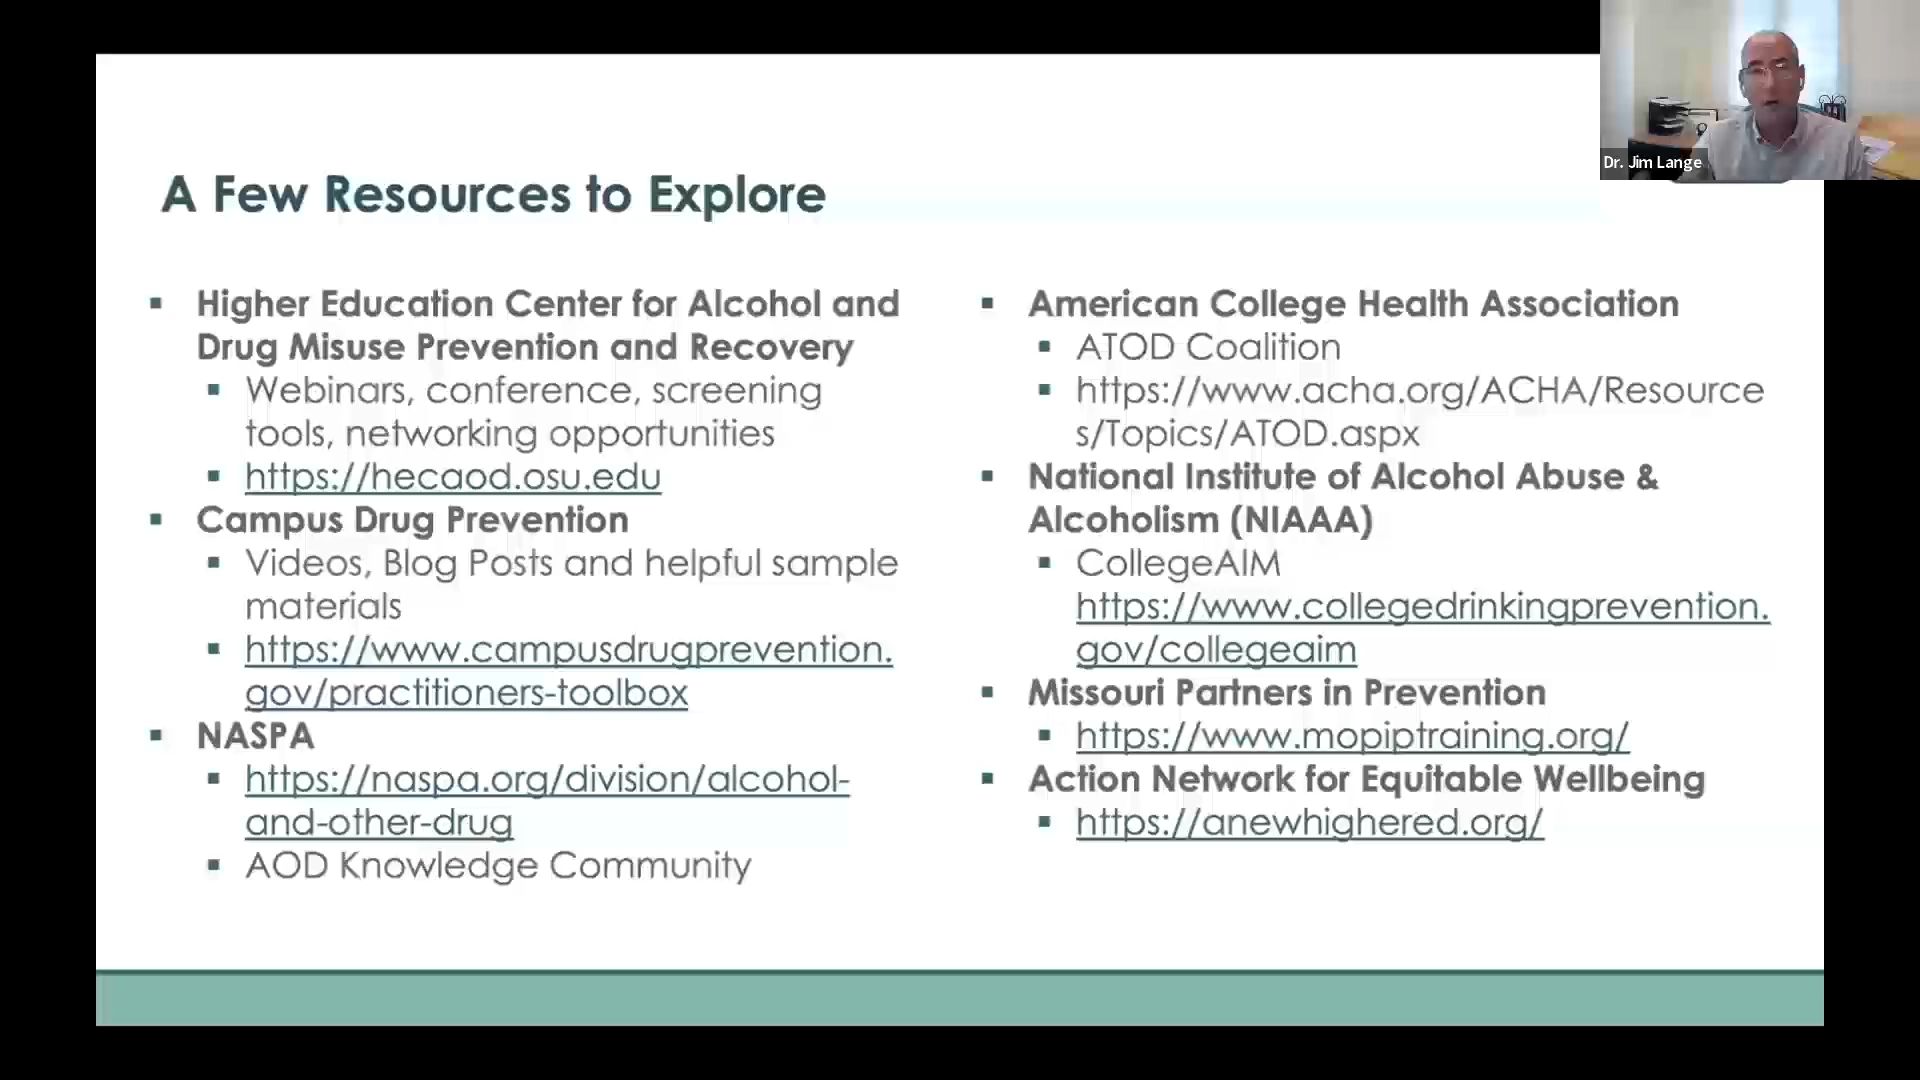 A Few Resources to Explore
Higher Education Center for Alcohol and
Drug Misuse Prevention and Recovery
Webinars, conference, screening
tools, networking opportunities
https://hecaod.osu.edu
Campus Drug Prevention
Videos, Blog Posts and helpful sample
materials
https://www.campusdrugprevention.
gov/practitioners-toolbox
NASPA
https://naspa.org/division/alcohol-
and-other-drug
AOD Knowledge Community
American College Health Association
ATOD Coalition
https://www.acha.org/ACHA/Resource
s/Topics/ATOD.aspx
National Institute of Alcohol Abuse &
Alcoholism (NIAAA)
CollegeAIM
https://www.collegedrinkingprevention.
gov/collegeaim
Missouri Partners in Prevention
https://www.mopiptraining.org/
Action Network for Equitable Wellbeing
https://anewhighered.org/
Dr. Jim Lange